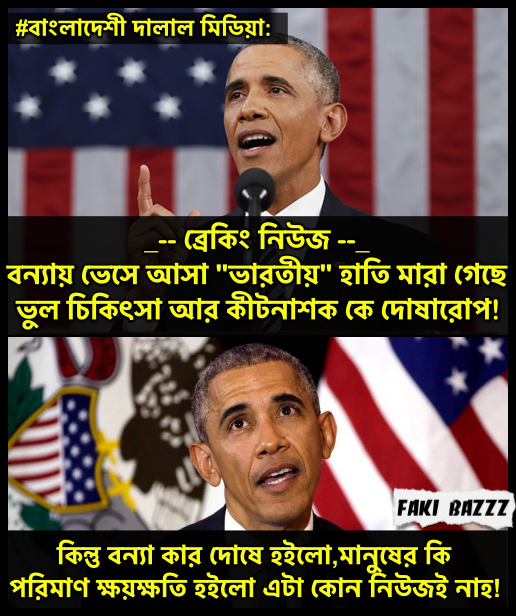 #বাংলাদেশী দালাল মিডিয়া:
_-- ব্রেকিং নিউজ --_
বন্যায় ভেসে আসা "ভারতীয়" হাতি মারা গেছে
ভুল চিকিৎসা আর কীটনাশক কে দোষারোপ!
FAKI BAZZZ
কিন্তু বন্যা কার দোষে হইলো,মানুষের কি
পরিমাণ ক্ষয়ক্ষতি হইলো এটা কোন নিউজই নাহ!